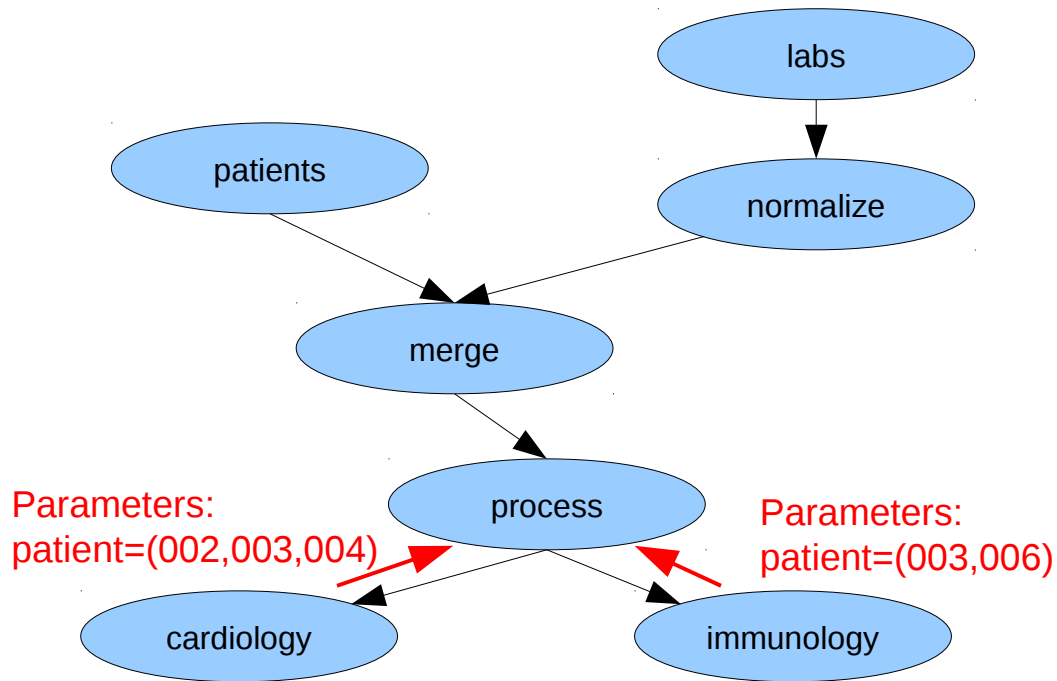 labs
patients
normalize
merge
process
Parameters:
patient=(002,003,004)
Parameters:
patient=(003,006)
cardiology
immunology